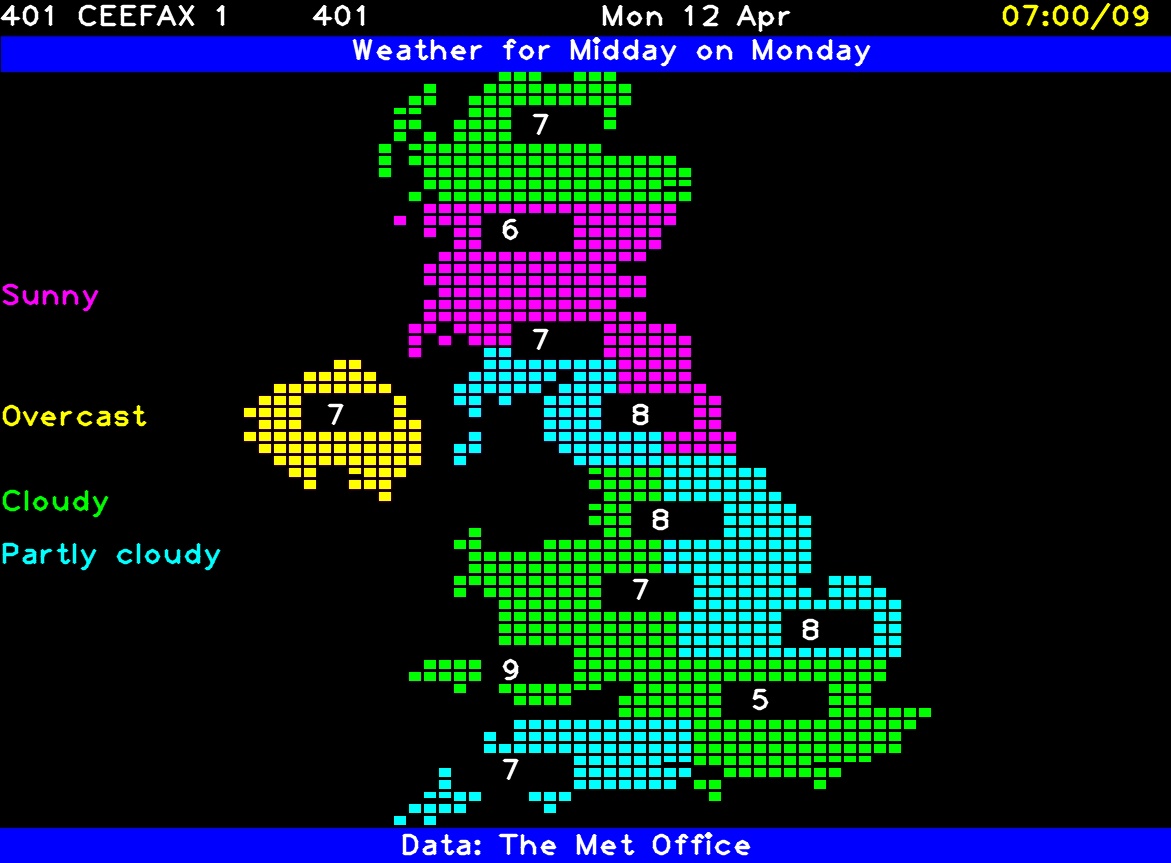 401 CEEFAX 1 401 Mon 12 Apr 07:00/09
Weather for Midday on Monday
7
6
Sunny
7
Overcast 7 8
Cloudy
8
Partly cloudy
7
8
9
5
7
Data: The Met Office